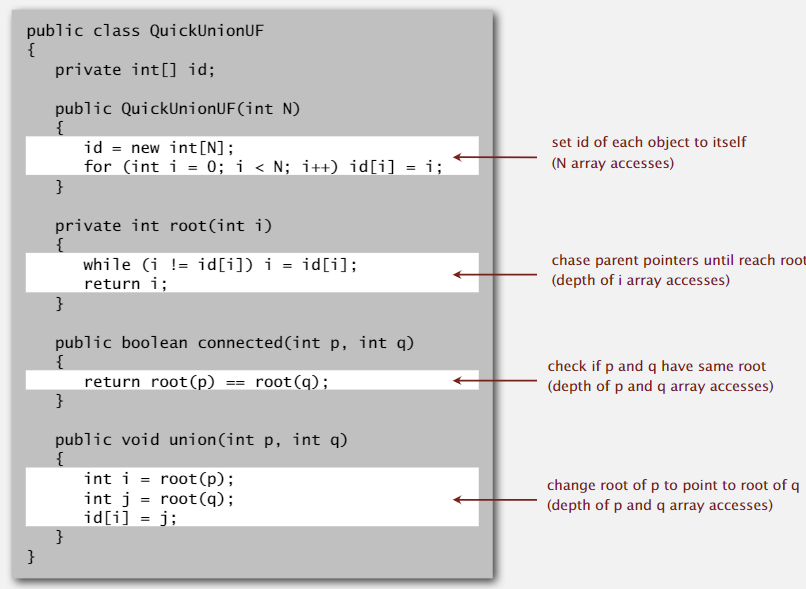 public class QuickUnionUF
{
private int[] id;
public QuickUnionUF(int N)
{
id = new int[N];
for (int i = 0; i < N; i++) id[i] = i;
}
set id of each object to itself
(N array accesses)
private int root(int i)
{
while (i != id[i]) i = id[i];
return i;
}
chase parent pointers until reach root
(depth of i array accesses)
public boolean connected(int p, int q)
{
return root(p) == root(q);
}
check if p and q have same root
(depth of p and q array accesses)
public void union(int p, int q)
{
int i = root(p);
int j = root(q);
id[i] = j;
}
}
change root of p to point to root of q
(depth of p and q array accesses)